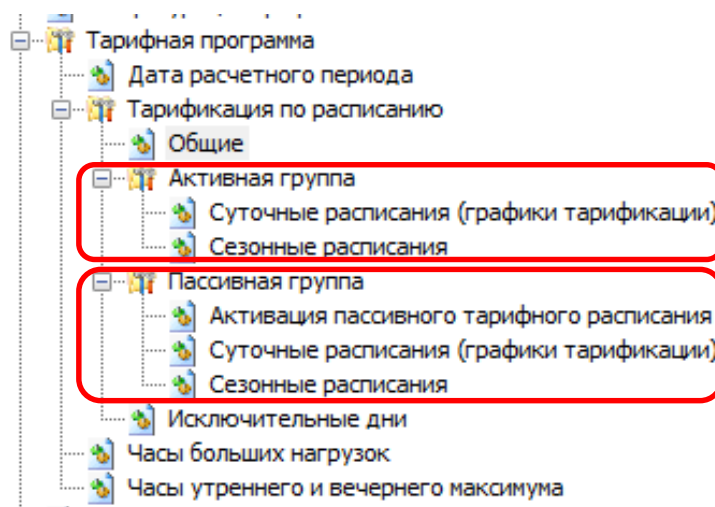 Тарифная программа
Дата расчетного периода
Тарификация по расписанию
Общие
Активная группа
Суточные расписания (графики тарификации)
Сезонные расписания
Пассивная группа
Активация пассивного тарифного расписания
Суточные расписания (графики тарификации)
Сезонные расписания
Исключительные дни
Часы больших нагрузок
Часы утреннего и вечернего максимума